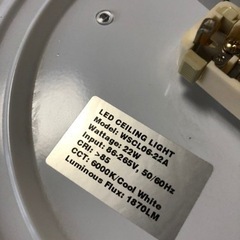 LED CEILING LIGHT
Model: WSCL06-22A
Wattage: 22W
Input: 86-265V, 50/60Hz
CRI: >85
CCT: 6000K/Cool White
Luminous Flux: 1870LM